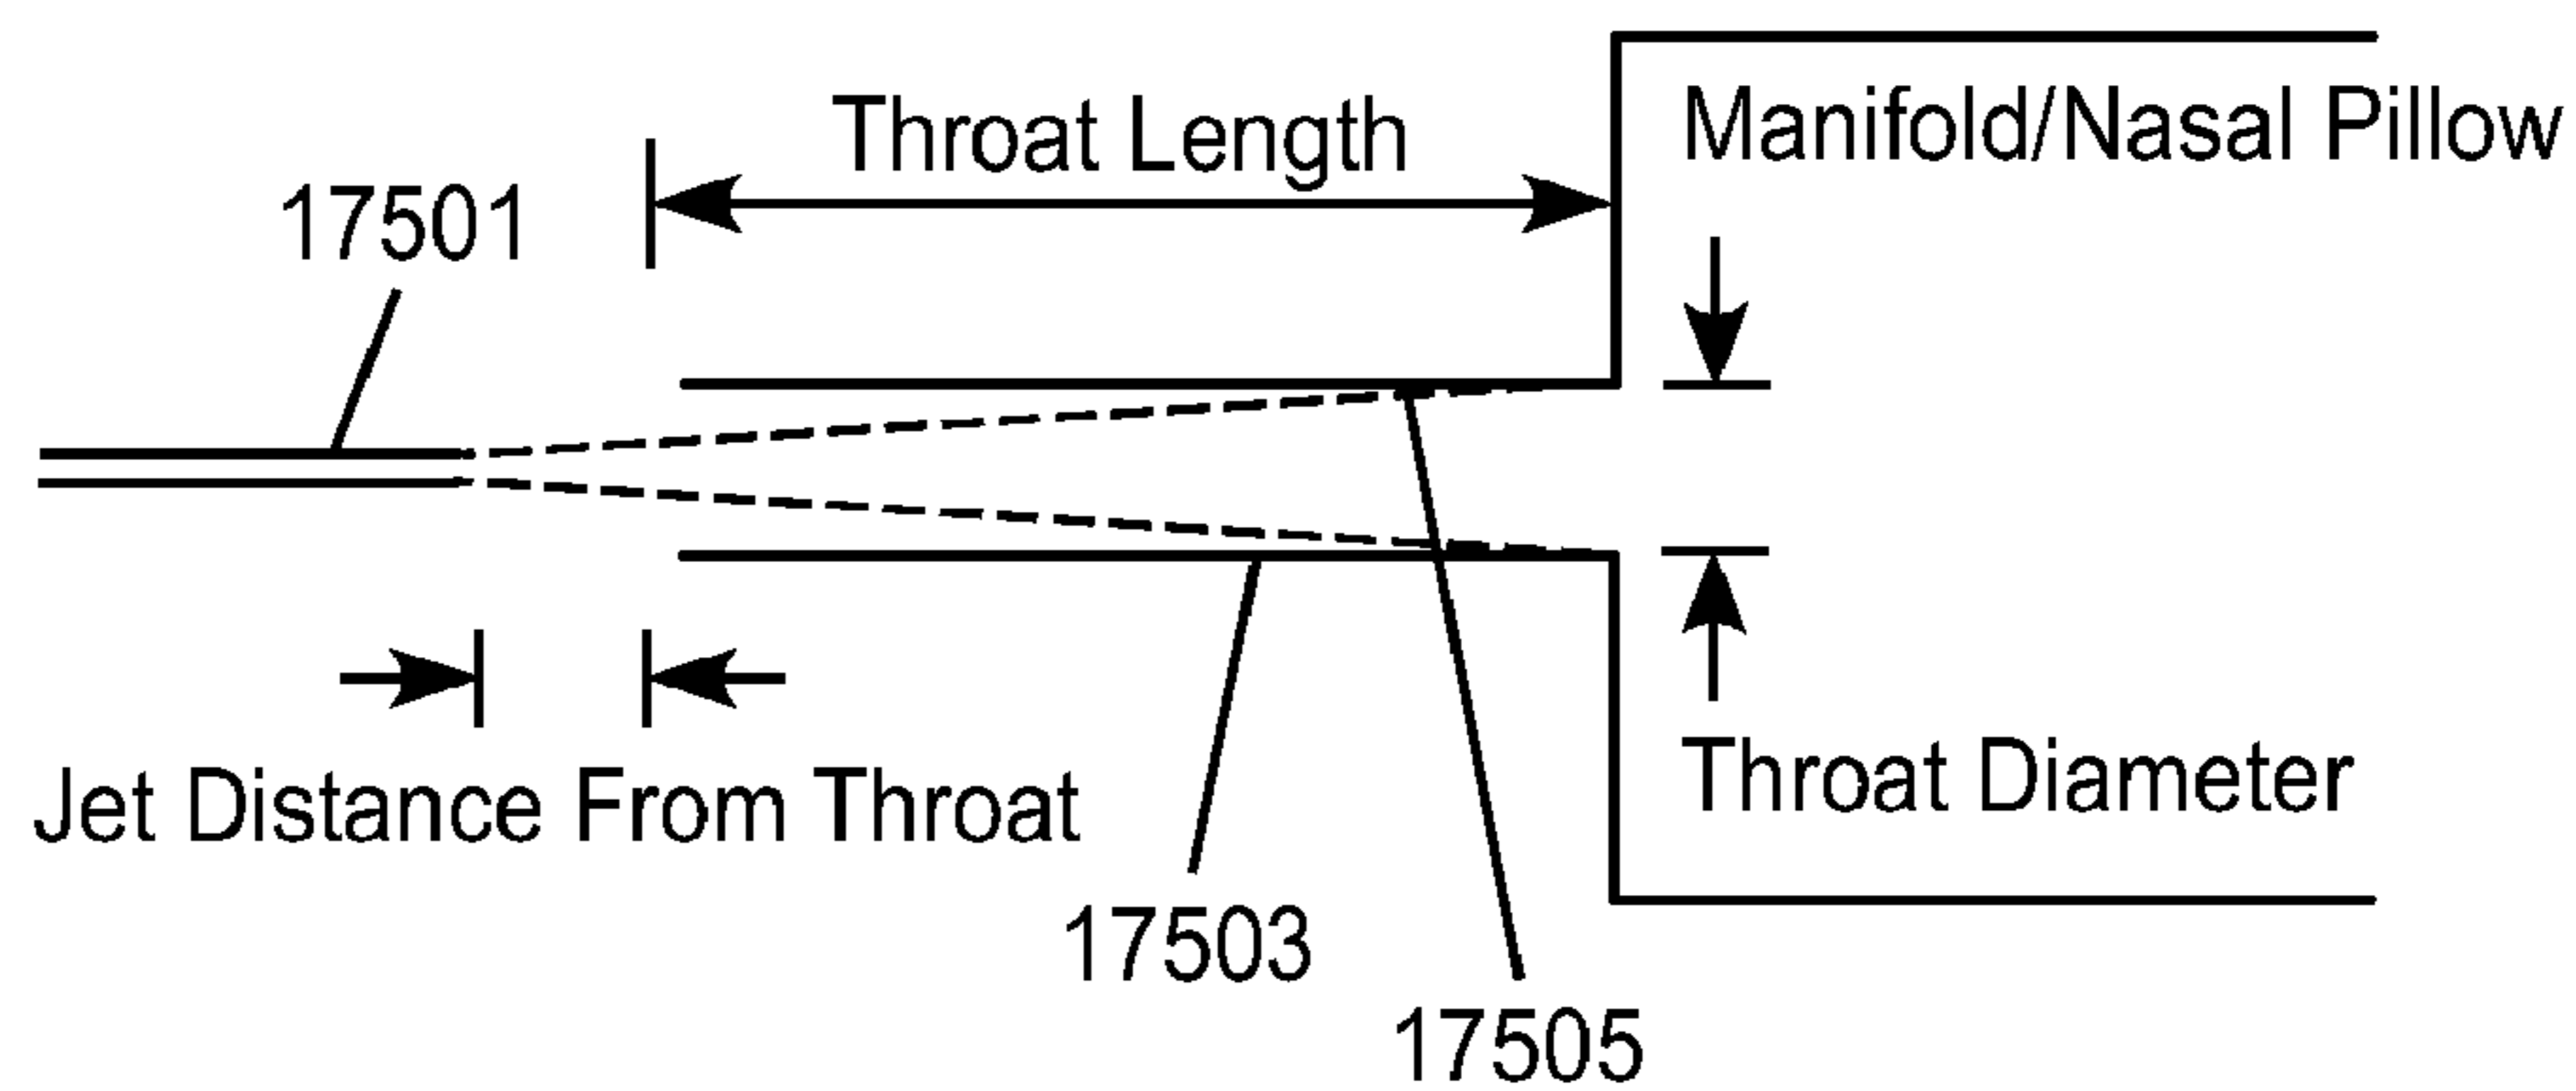 Manifold/Nasal Pillow
Throat Length
17501
Throat Diameter
Jet Distance From Throat
17503
17505